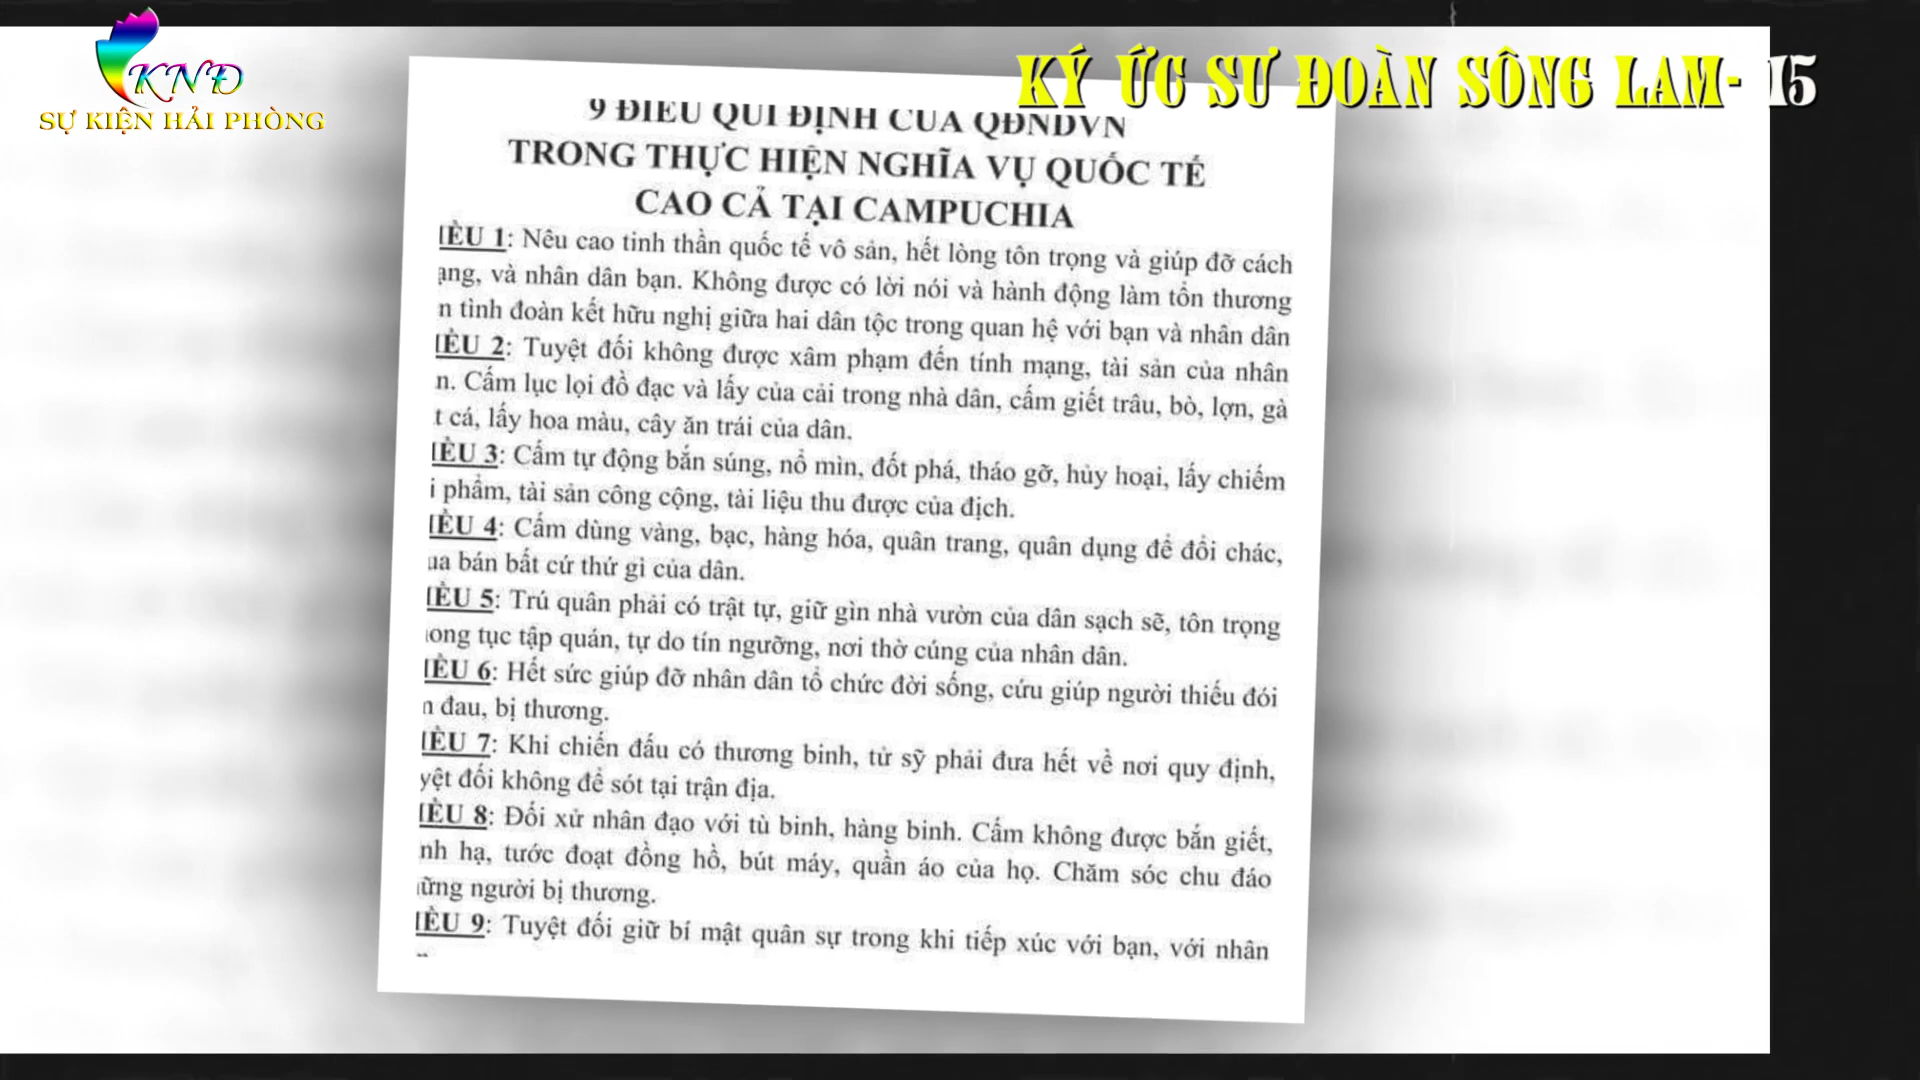 KNĐ
SỰ KIỆN HẢI PHÒNG
KÝ ỨC SƯ ĐOÀN SÔNG LAM- 15
9 ĐIỀU QUI ĐỊNH CỦA QĐNDVN
TRONG THỰC HIỆN NGHĨA VỤ QUỐC TẾ
CAO CẢ TẠI CAMPUCHIA
IỀU 1: Nêu cao tinh thần quốc tế vô sản, hết lòng tôn trọng và giúp đỡ cách
ạng, và nhân dân bạn. Không được có lời nói và hành động làm tổn thương
n tình đoàn kết hữu nghị giữa hai dân tộc trong quan hệ với bạn và nhân dân
IỀU 2: Tuyệt đối không được xâm phạm đến tính mạng, tài sản của nhân
n. Cấm lục lọi đồ đạc và lấy của cải trong nhà dân, cấm giết trâu, bò, lợn, gà
t cá, lấy hoa màu, cây ăn trái của dân.
IỀU 3: Cấm tự động bắn súng, nổ mìn, đốt phá, tháo gỡ, hủy hoại, lấy chiếm
i phẩm, tài sản công cộng, tài liệu thu được của địch.
IỀU 4: Cấm dùng vàng, bạc, hàng hóa, quân trang, quân dụng để đổi chác,
ua bán bất cứ thứ gì của dân.
IỀU 5: Trú quân phải có trật tự, giữ gìn nhà vườn của dân sạch sẽ, tôn trọng
ong tục tập quán, tự do tín ngưỡng, nơi thờ cúng của nhân dân.
IỀU 6: Hết sức giúp đỡ nhân dân tổ chức đời sống, cứu giúp người thiếu đói
n đau, bị thương.
IỀU 7: Khi chiến đấu có thương binh, tử sỹ phải đưa hết về nơi quy định,
yệt đối không để sót tại trận địa.
IỀU 8: Đối xử nhân đạo với tù binh, hàng binh. Cấm không được bắn giết,
nh hạ, tước đoạt đồng hồ, bút máy, quần áo của họ. Chăm sóc chu đáo
ững người bị thương.
IỀU 9: Tuyệt đối giữ bí mật quân sự trong khi tiếp xúc với bạn, với nhân